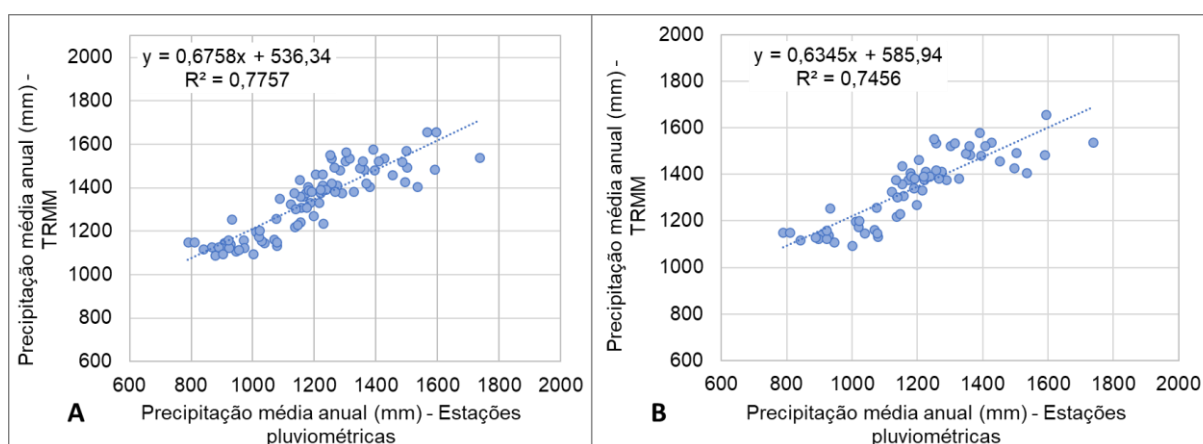 2000
1800
1600
1400
1200
1000
800
600
y = 0,6758x + 536,34
R² = 0,7757
Precipitação média anual (mm) -
TRMM
600 800 1000 1200 1400 1600 1800 2000
A
Precipitação média anual (mm) - Estações
pluviométricas
2000
1800
1600
1400
1200
1000
800
600
y = 0,6345x + 585,94
R² = 0,7456
Precipitação média anual (mm) -
TRMM
600 800 1000 1200 1400 1600 1800 2000
B
Precipitação média anual (mm) - Estações
pluviométricas